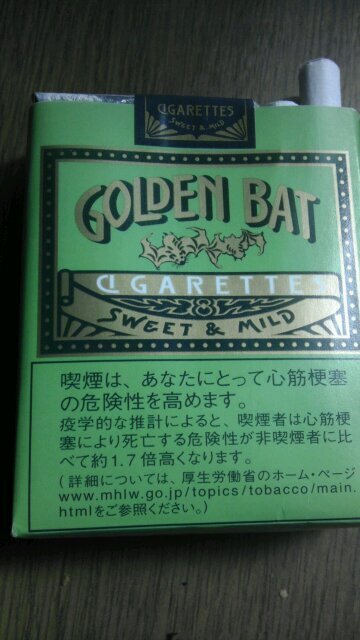 CIGARETTES
SWEET & MILD
GOLDEN BAT
CIGARETTES
SWEET & MILD
喫煙は、あなたにとって心筋梗塞
の危険性を高めます。
疫学的な推計によると、喫煙者は心筋梗
塞により死亡する危険性が非喫煙者に比
べて約1.7倍高くなります。
(詳細については、厚生労働省のホーム・ページ
www.mhlw.go.jp/topics/tobacco/main.
htmlをご参照ください。)